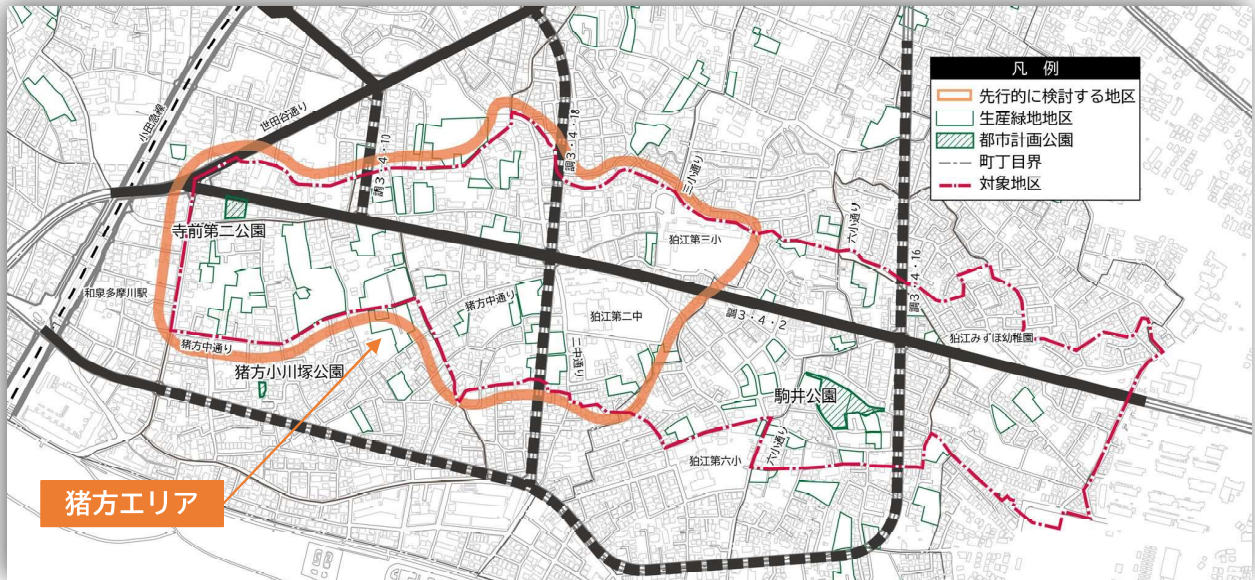 凡例
先行的に検討する地区
生産緑地地区
都市計画公園
町丁目界
対象地区
小田急線
世田谷通り
調3・4・10
調3・4・18
三小通り
狛江第三小
六小通り
調3・4・16
寺前第二公園
和泉多摩川駅
猪方中通り
猪方中通り
狛江第二中
二中通り
調3・4・2
狛江みずほ幼稚園
猪方小川塚公園
駒井公園
六小通り
狛江第六小
猪方エリア